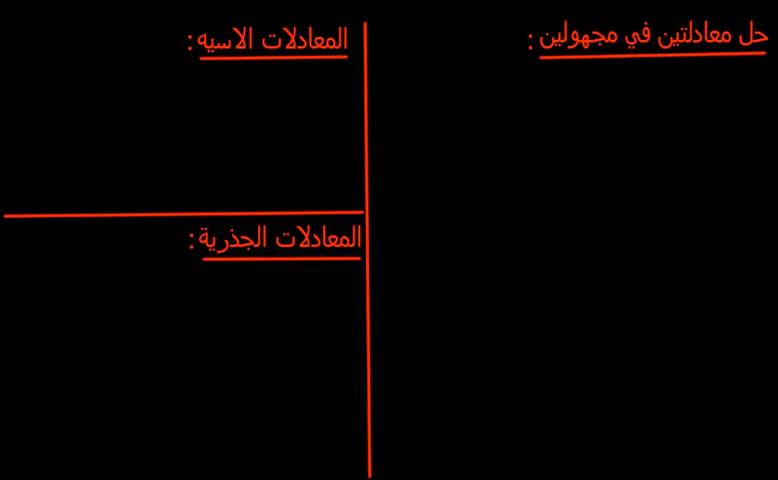 حل معادلتين في مجهولين :
المعادلات الاسيه :
المعادلات الجذرية :